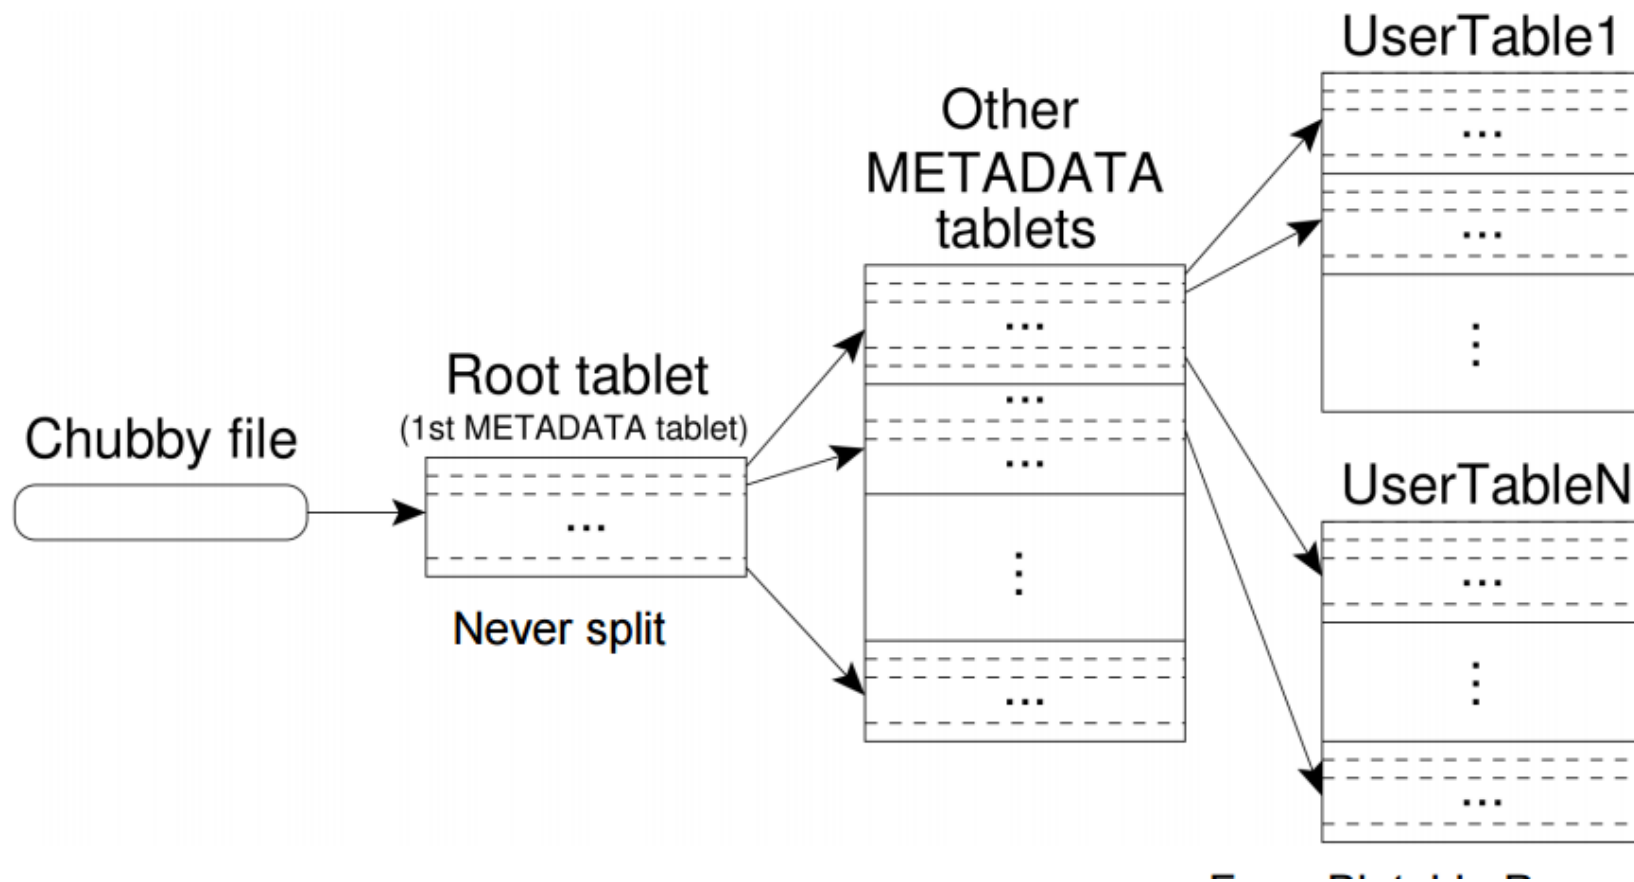 UserTable1
Other
METADATA
tablets
Root tablet
(1st METADATA tablet)
Chubby file
Never split
UserTableN
...
...
...
...
...
...
...
...
...